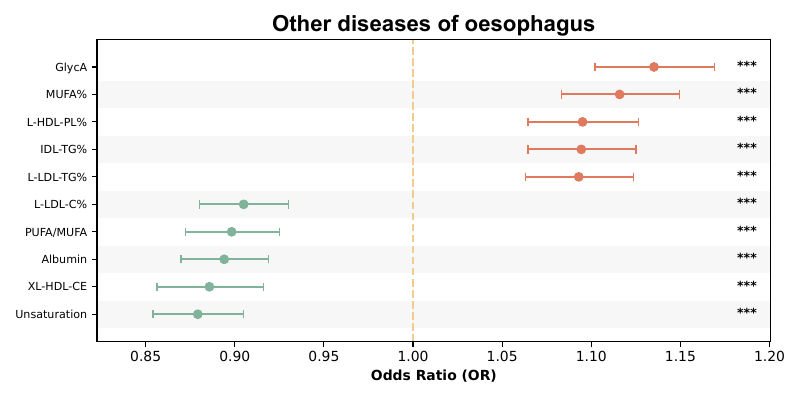 Other diseases of oesophagus
GlycA ***
MUFA% ***
L-HDL-PL% ***
IDL-TG% ***
L-LDL-TG% ***
L-LDL-C% ***
PUFA/MUFA ***
Albumin ***
XL-HDL-CE ***
Unsaturation ***
0.85 0.90 0.95 1.00 1.05 1.10 1.15 1.20
Odds Ratio (OR)